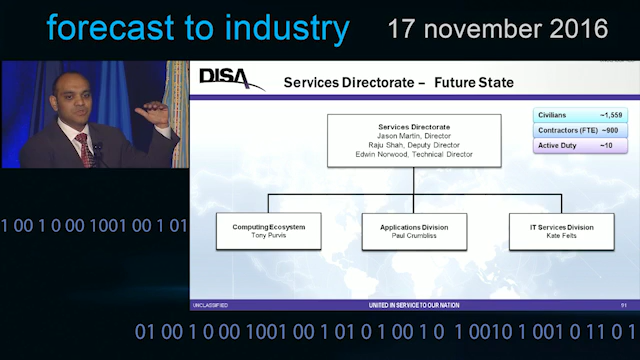 forecast to industry
17 november 2016
DISA
Services Directorate – Future State
Services Directorate
Jason Martin, Director
Raju Shah, Deputy Director
Edwin Norwood, Technical Director
Civilians ~1,559
Contractors (FTE) ~900
Active Duty ~10
Computing Ecosystem
Tony Purvis
Applications Division
Paul Crumbliss
IT Services Division
Kate Felts
1 00 1 0 00 1001 00 1 01
UNCLASSIFIED
UNITED IN SERVICE TO OUR NATION
91
01 00 1 0 00 1001 00 1 01 0 1 00 1 0 1 0010 1 001 0 11 0 1